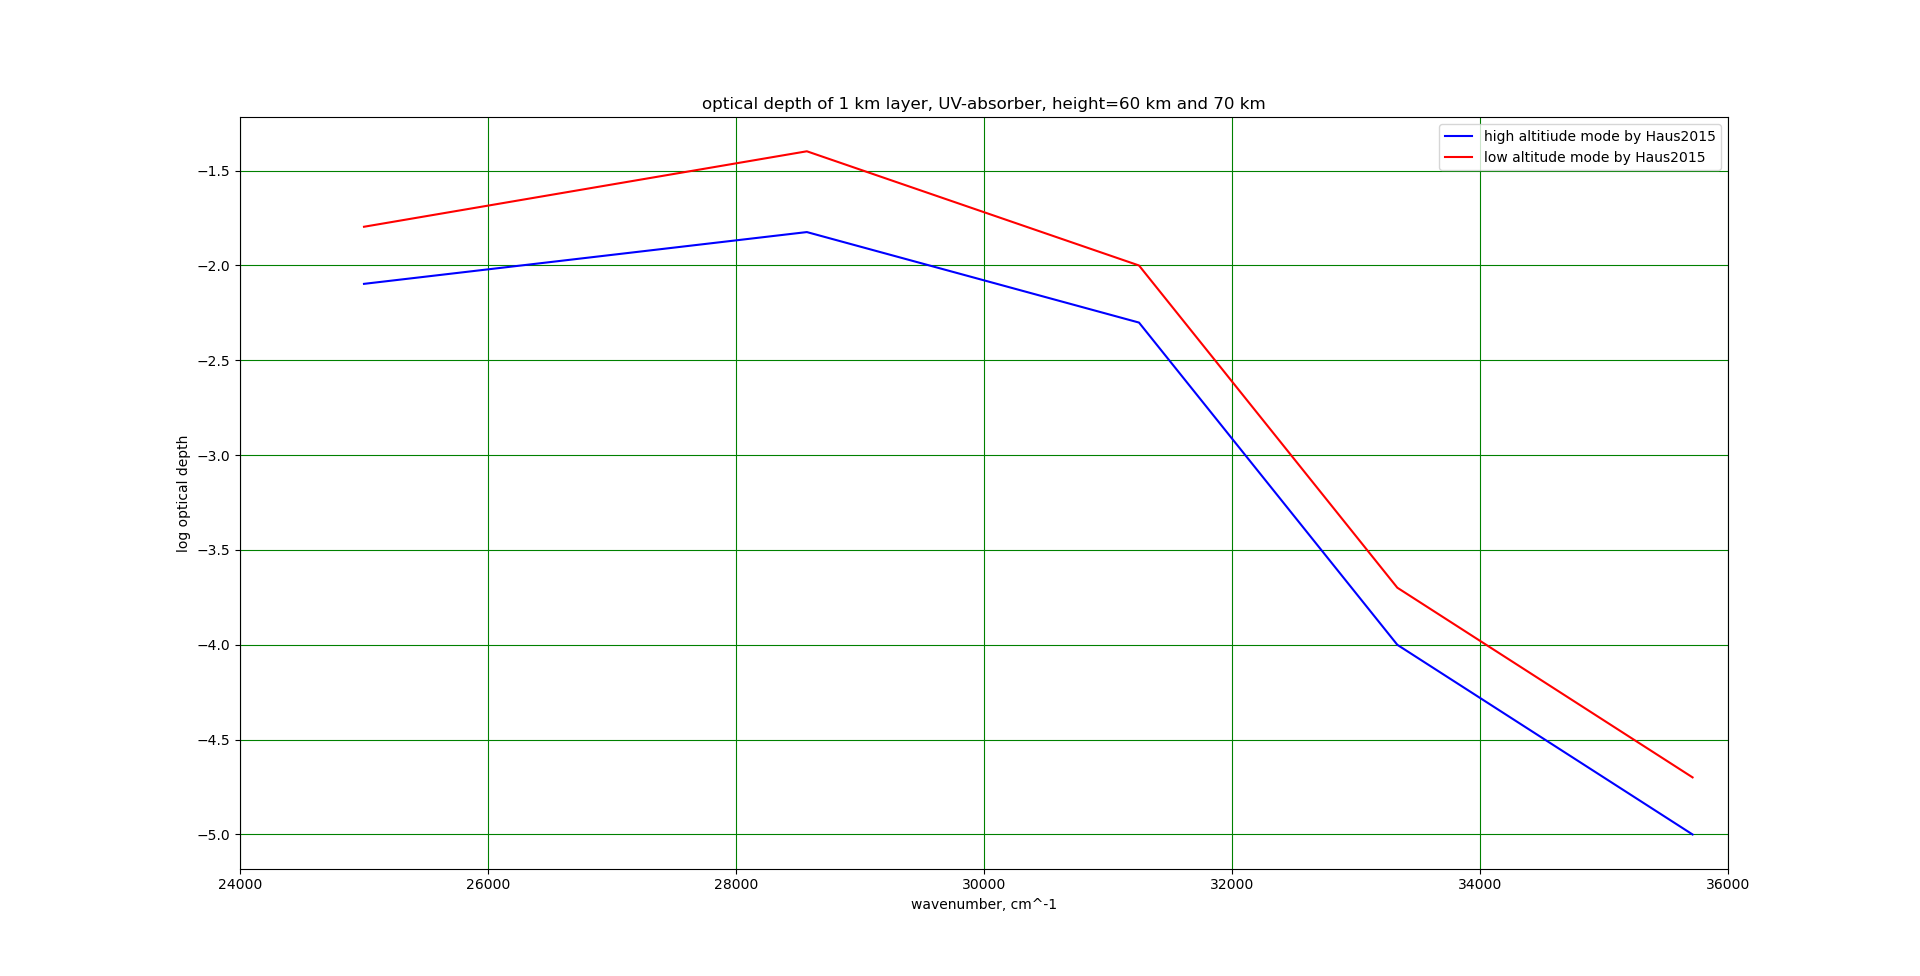 optical depth of 1 km layer, UV-absorber, height=60 km and 70 km
high altitiude mode by Haus2015
low altitude mode by Haus2015
−1.5
−2.0
−2.5
−3.0
−3.5
−4.0
−4.5
−5.0
log optical depth
24000 26000 28000 30000 32000 34000 36000
wavenumber, cm^-1